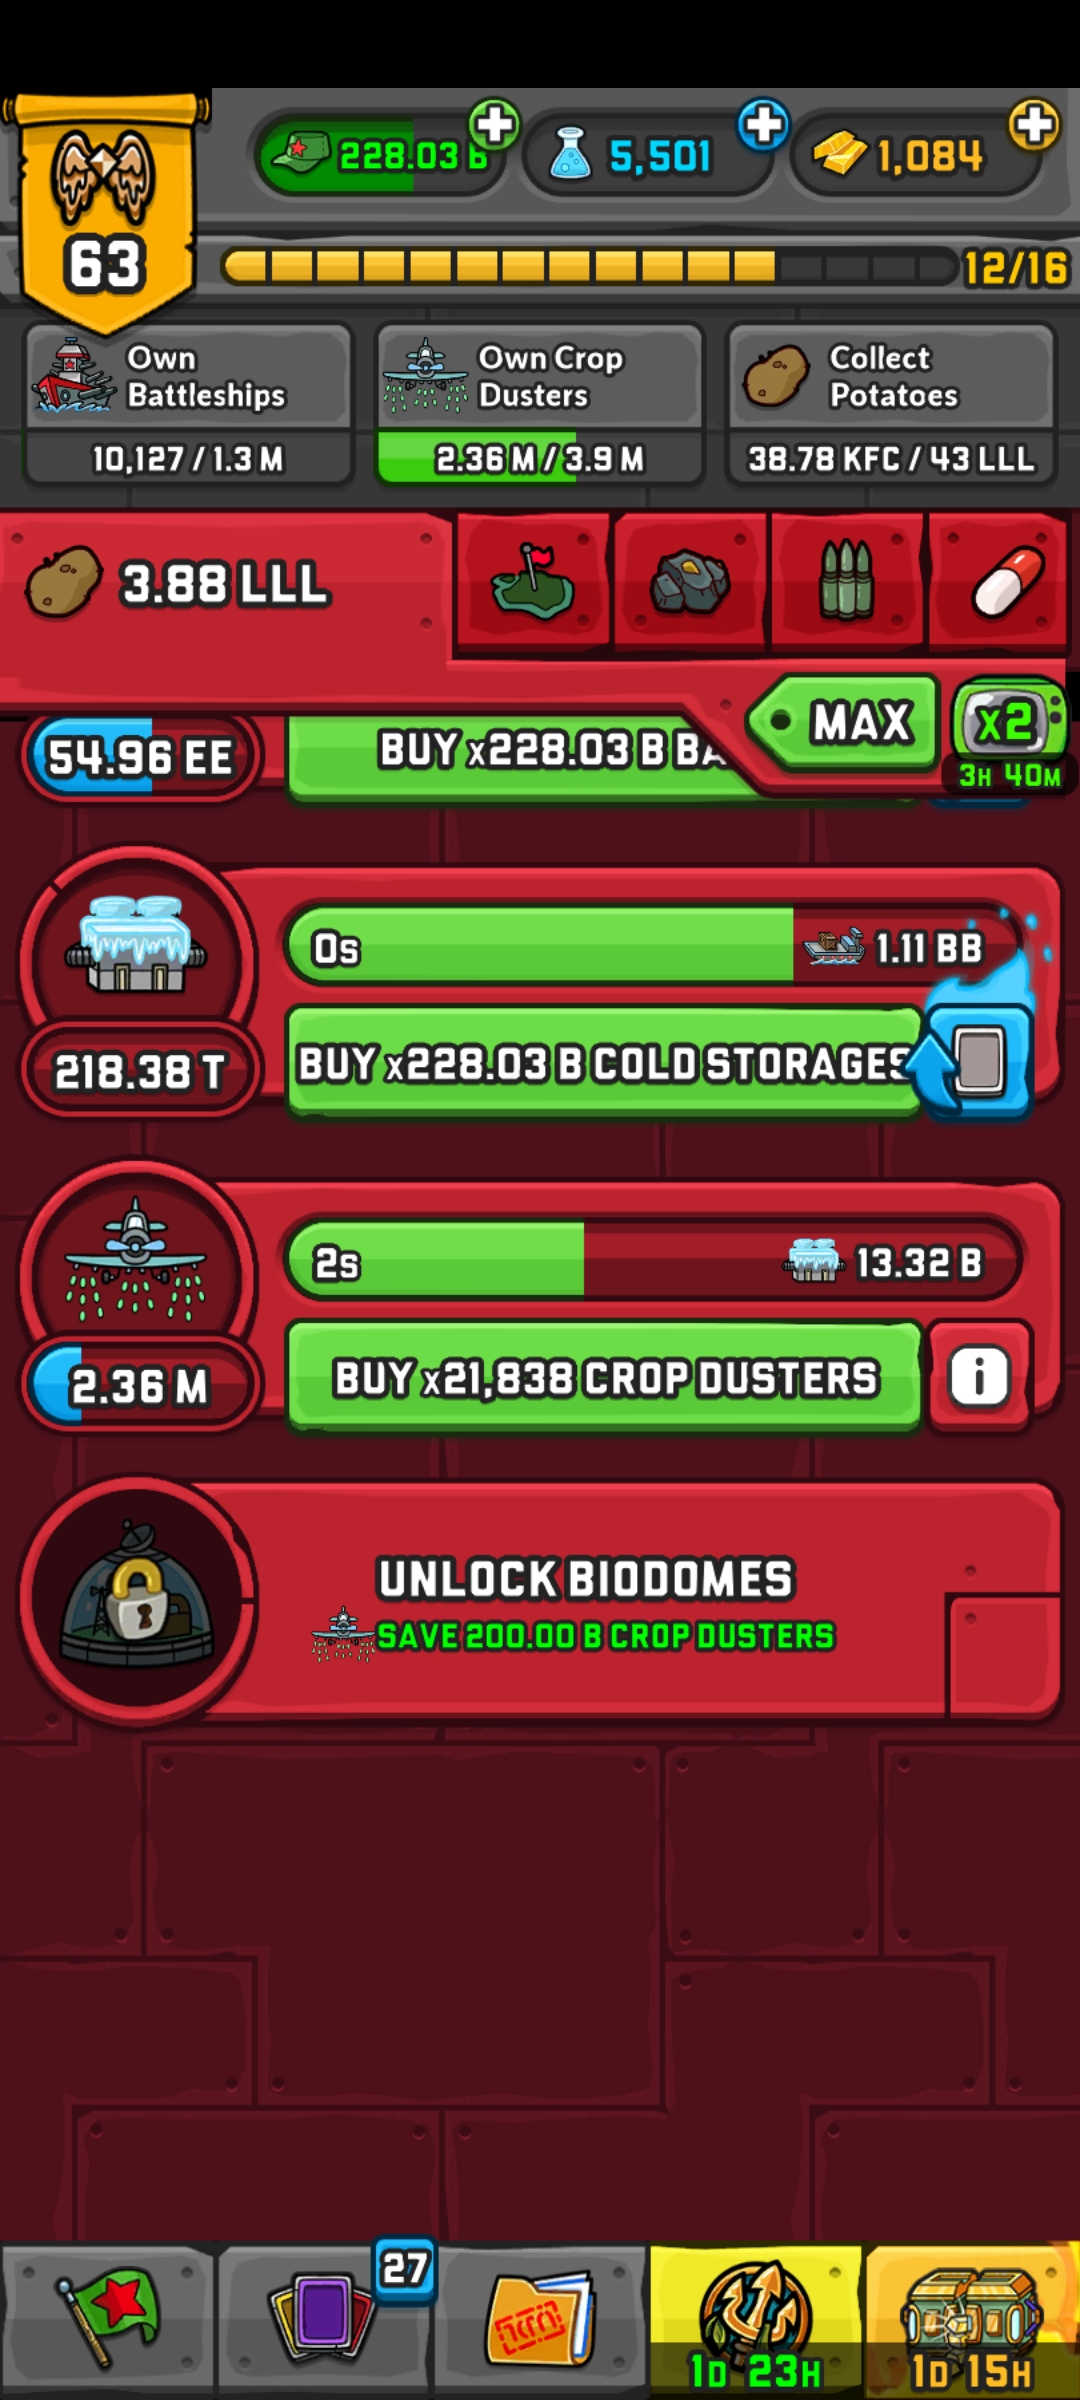 63
228.03 B
5,501
1,084
12/16
Own
Battleships
10,127 / 1.3 M
Own Crop
Dusters
2.36 M / 3.9 M
Collect
Potatoes
38.78 KFC / 43 LLL
3.88 LLL
MAX
x2
3H 40M
54.96 EE
BUY x228.03 B BA
0s
1.11 BB
218.38 T
BUY x228.03 B COLD STORAGES
2s
13.32 B
2.36 M
BUY x21,838 CROP DUSTERS
i
UNLOCK BIODOMES
SAVE 200.00 B CROP DUSTERS
27
1D 23H
1D 15H